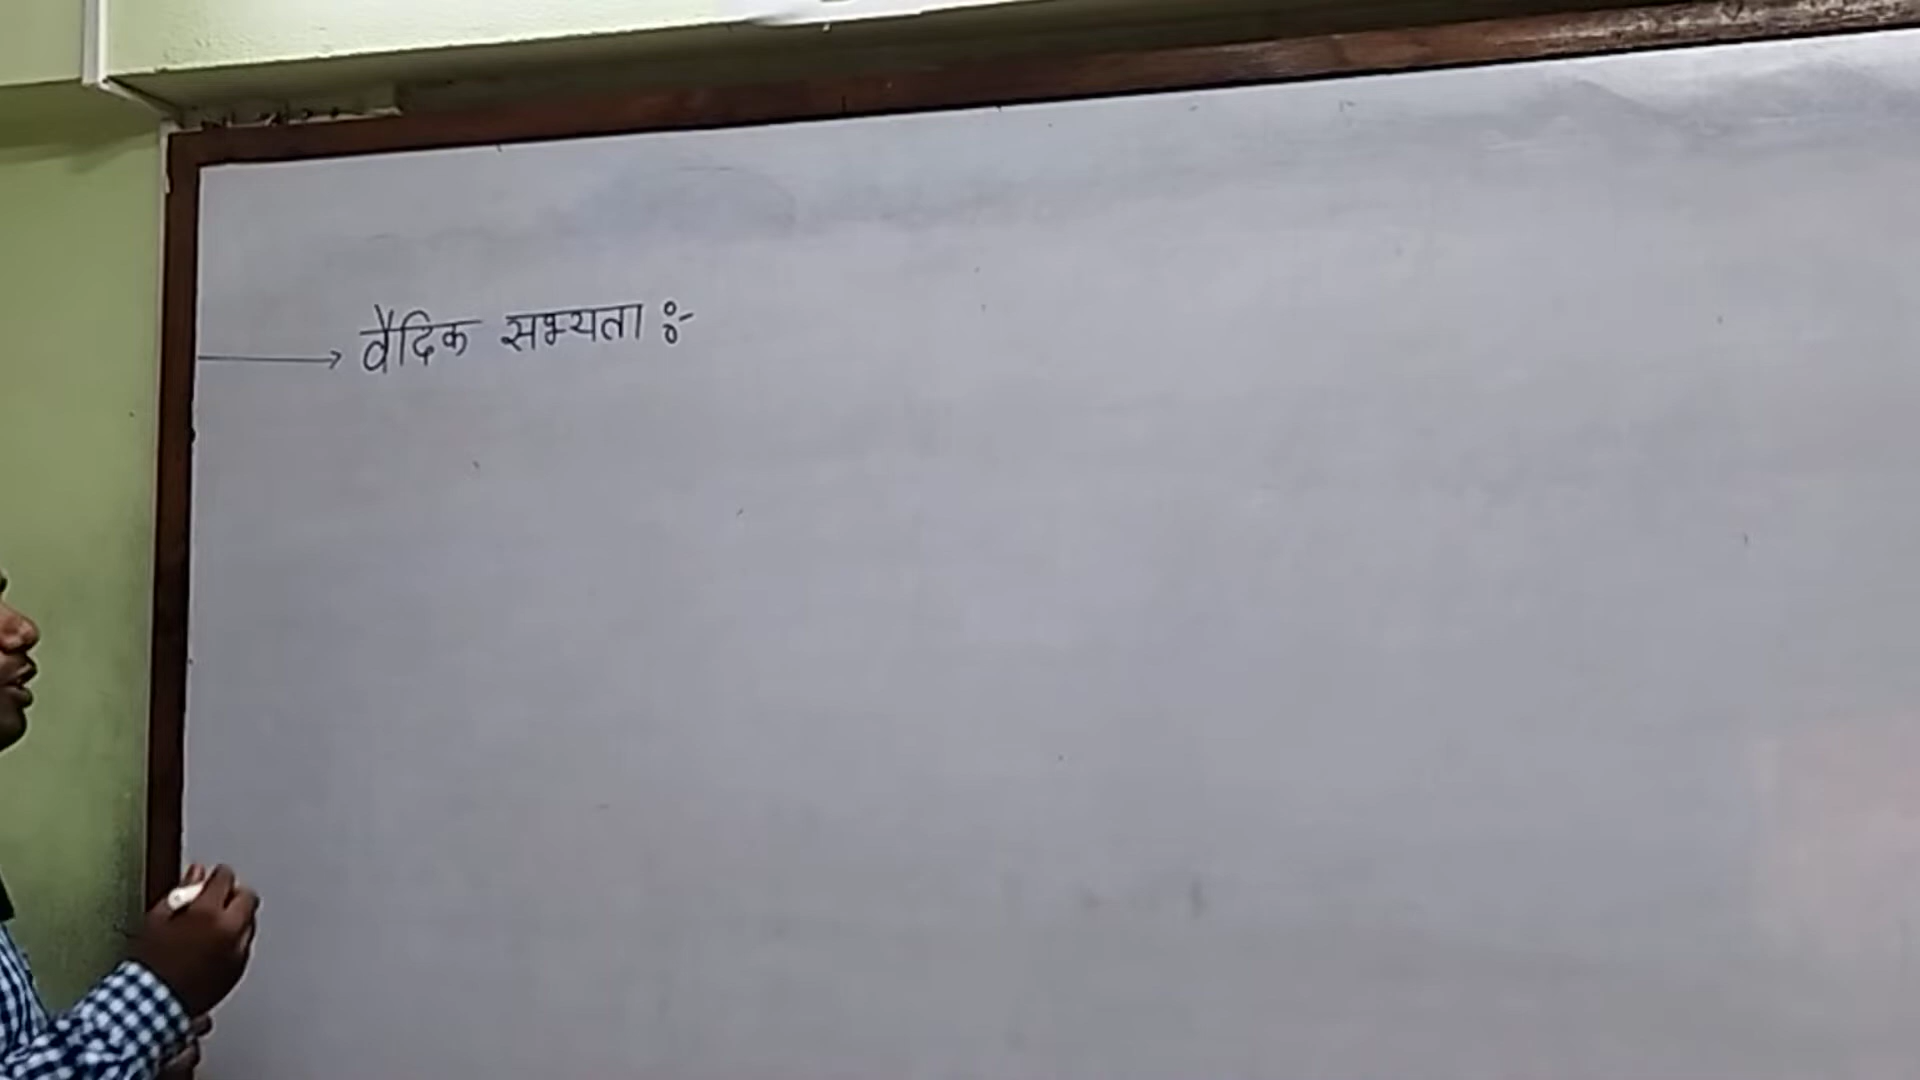 → वैदिक सभ्यता :-